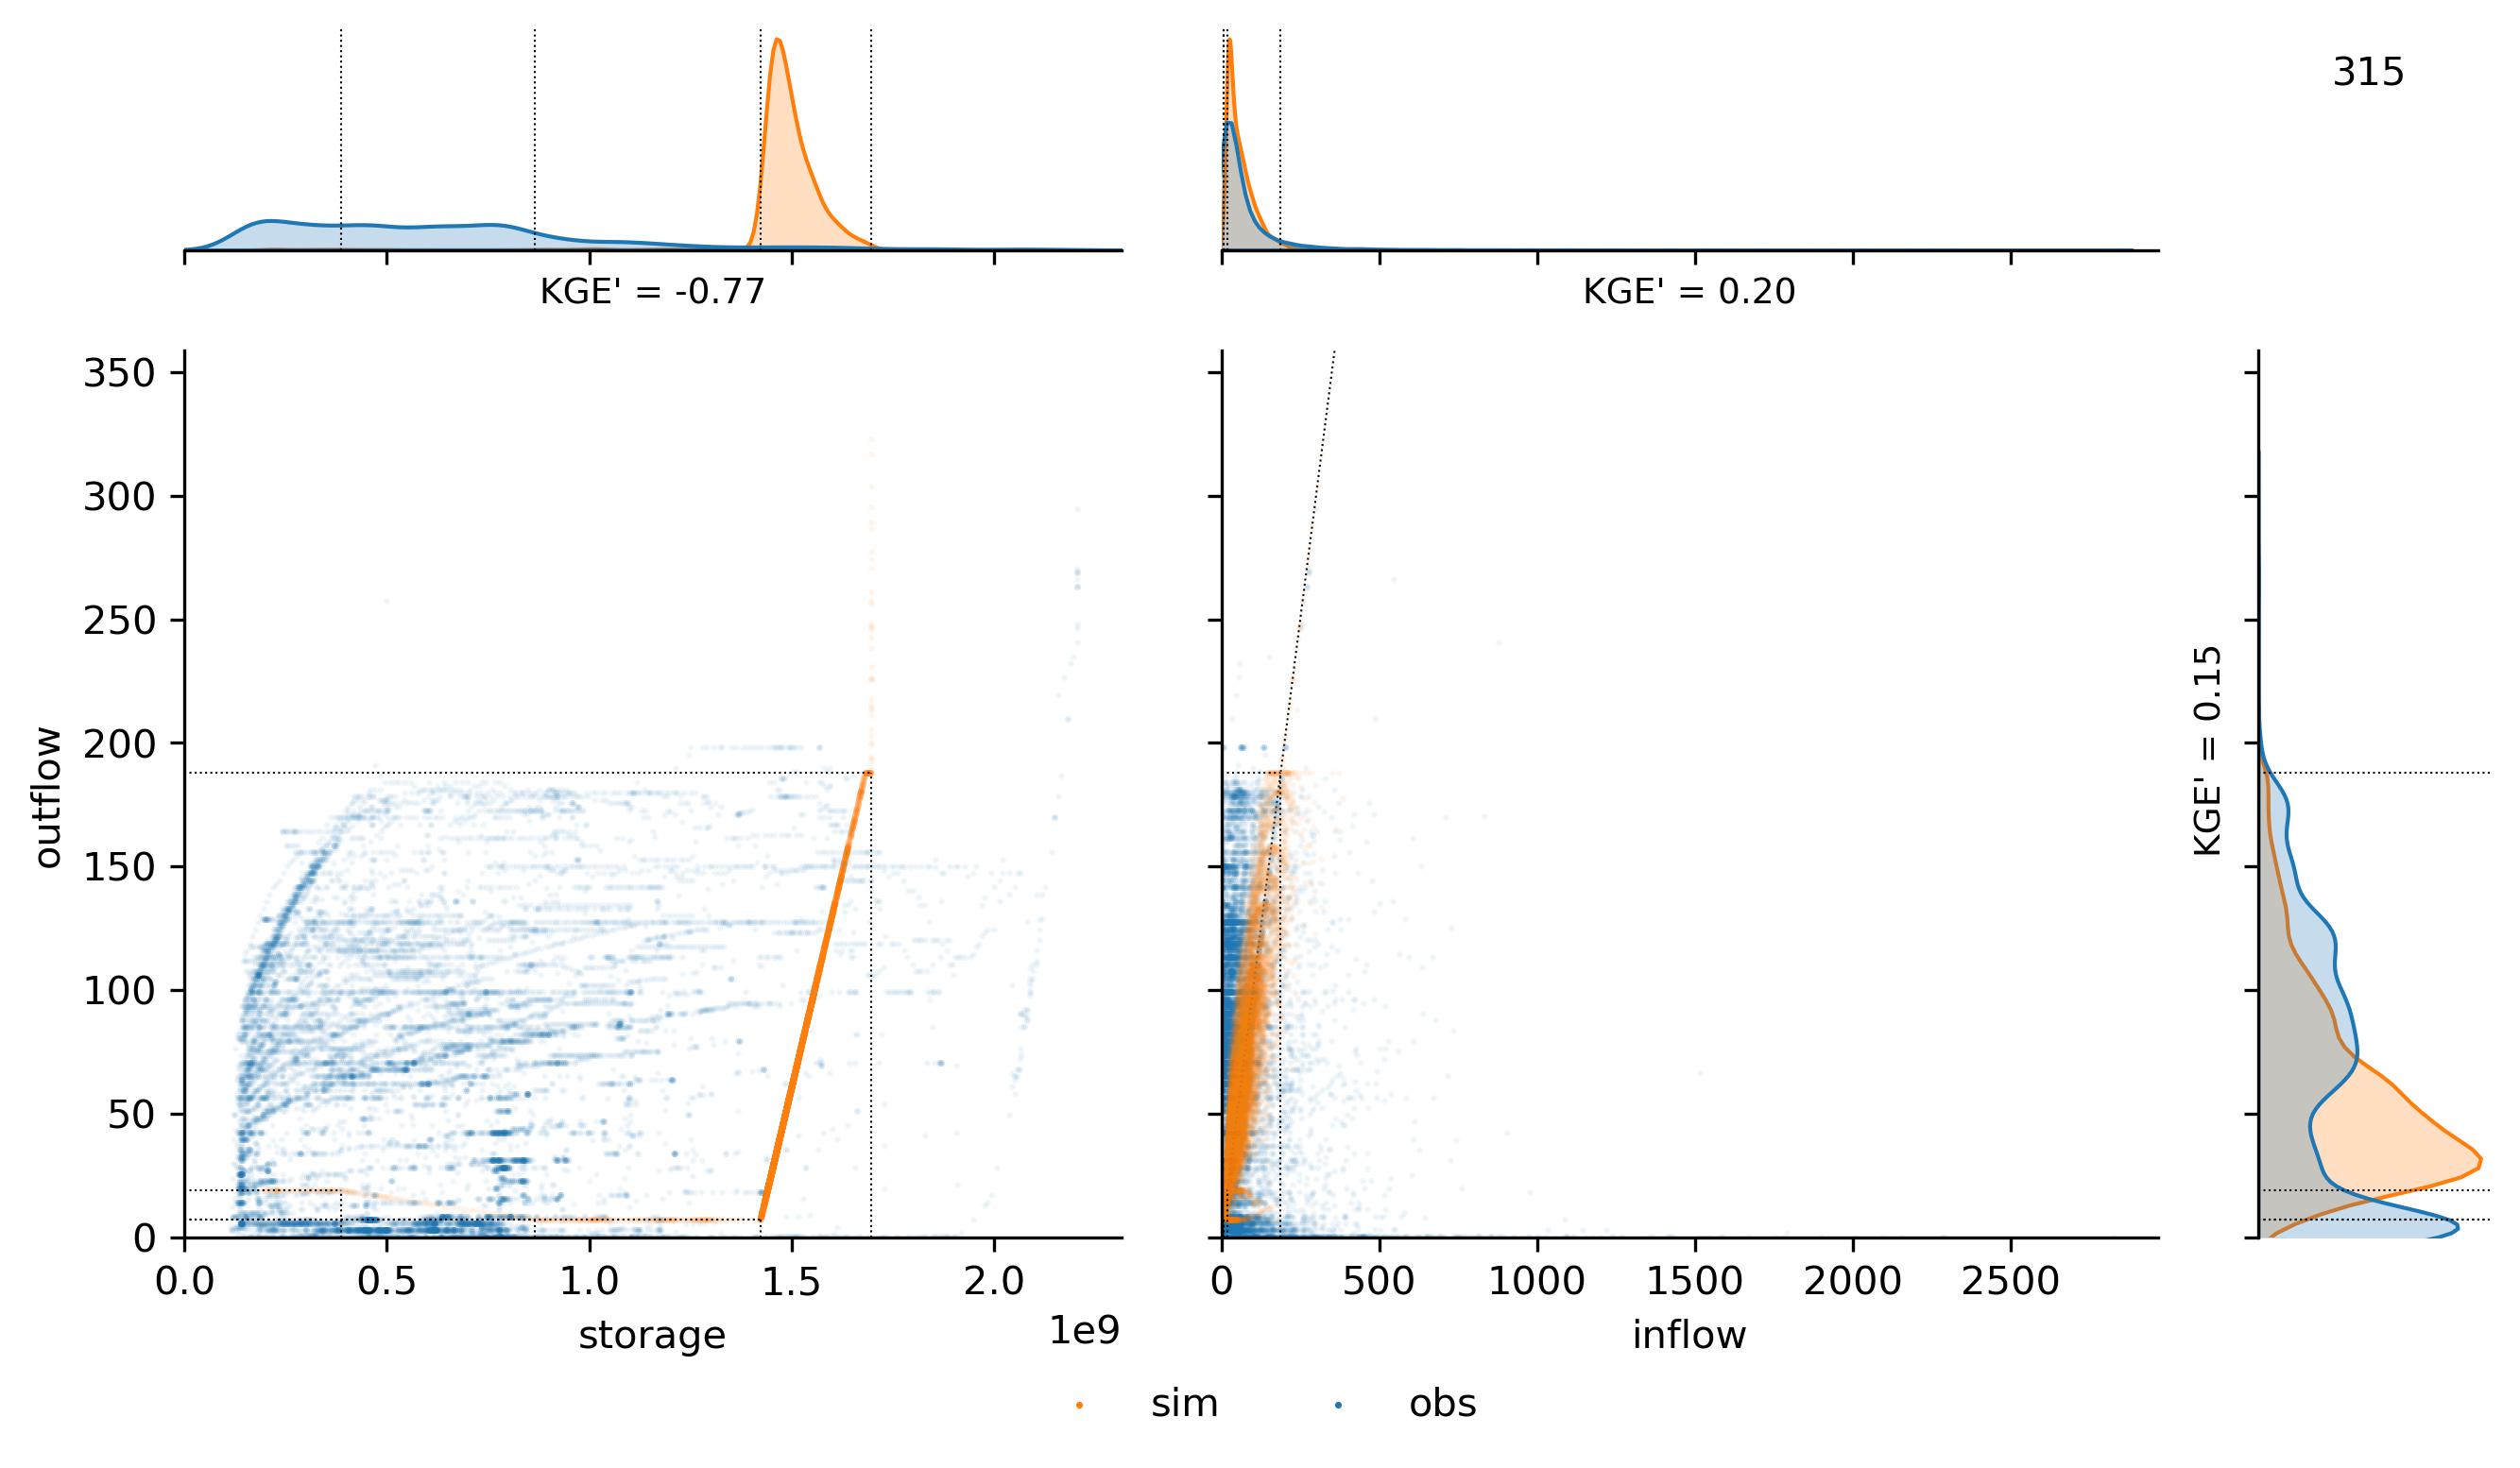 315
KGE' = -0.77
KGE' = 0.20
350
300
250
200
150
100
50
0
outflow
KGE' = 0.15
0.0 0.5 1.0 1.5 2.0
1e9
storage
0 500 1000 1500 2000 2500
inflow
sim obs